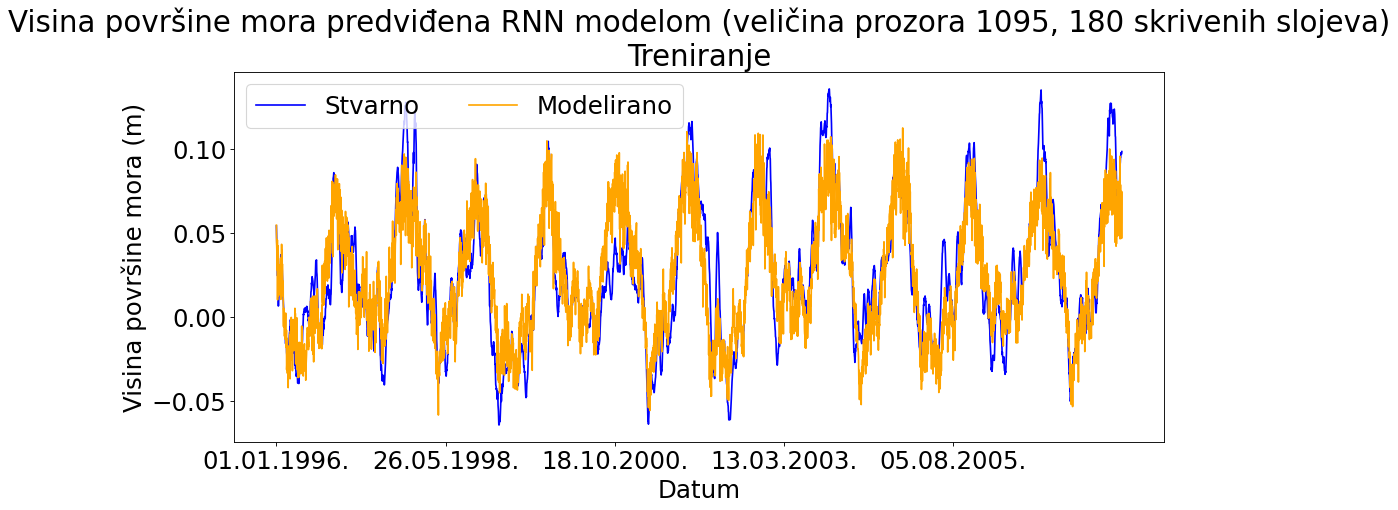 Visina površine mora predviđena RNN modelom (veličina prozora 1095, 180 skrivenih slojeva)
Treniranje
Stvarno Modelirano
Visina površine mora (m)
0.10
0.05
0.00
−0.05
01.01.1996. 26.05.1998. 18.10.2000. 13.03.2003. 05.08.2005.
Datum